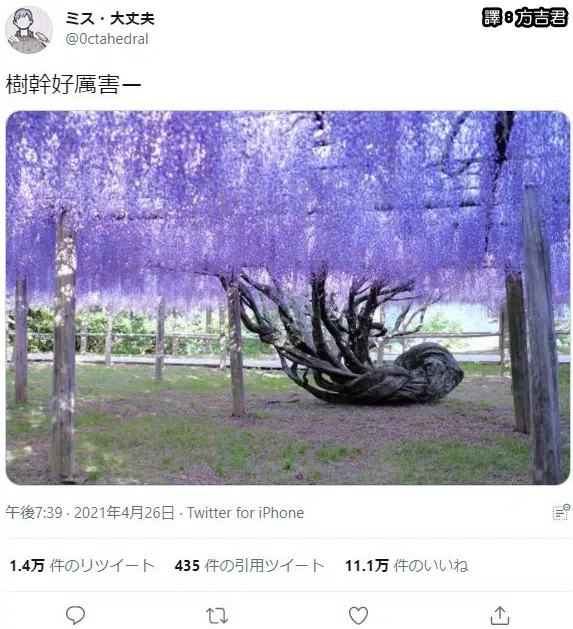 ミス・大丈夫
@0ctahedral
譯 8 方吉君
樹幹好厲害ー
午後7:39 · 2021年4月26日 · Twitter for iPhone
1.4万 件のリツイート 435 件の引用ツイート 11.1万 件のいいね